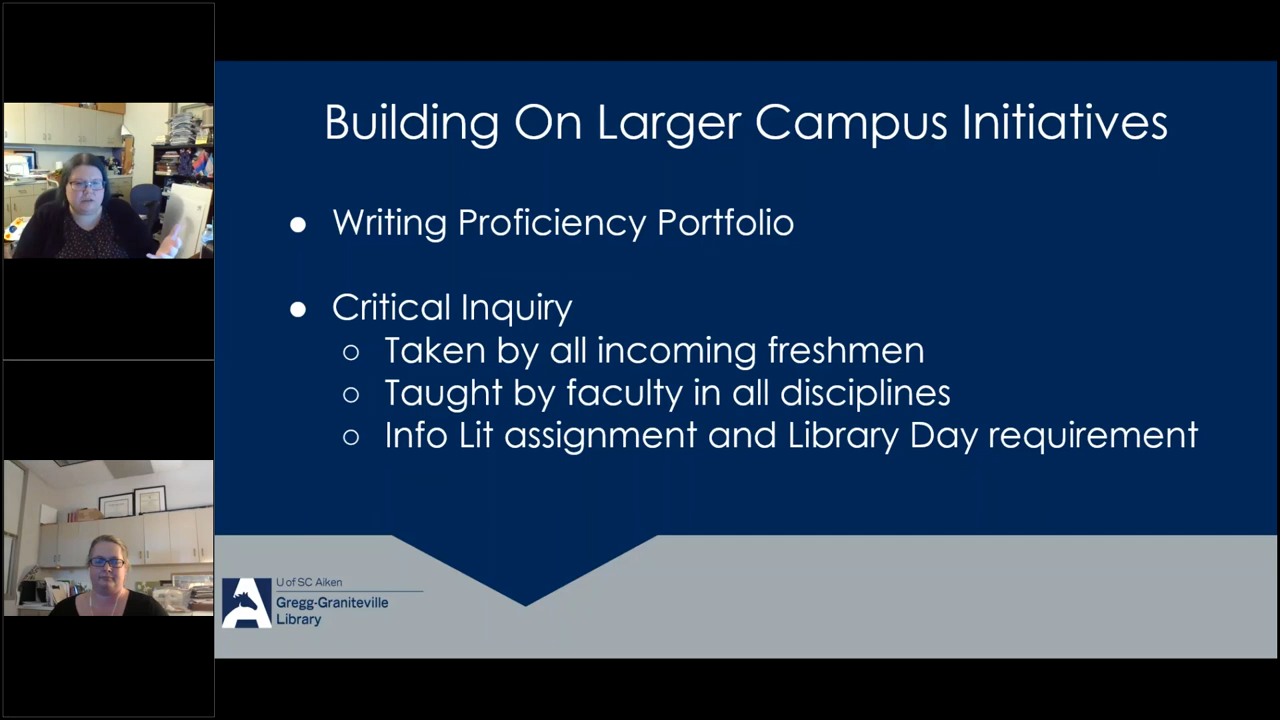 Building On Larger Campus Initiatives
● Writing Proficiency Portfolio
● Critical Inquiry
○ Taken by all incoming freshmen
○ Taught by faculty in all disciplines
○ Info Lit assignment and Library Day requirement
U of SC Aiken
Gregg-Graniteville
Library